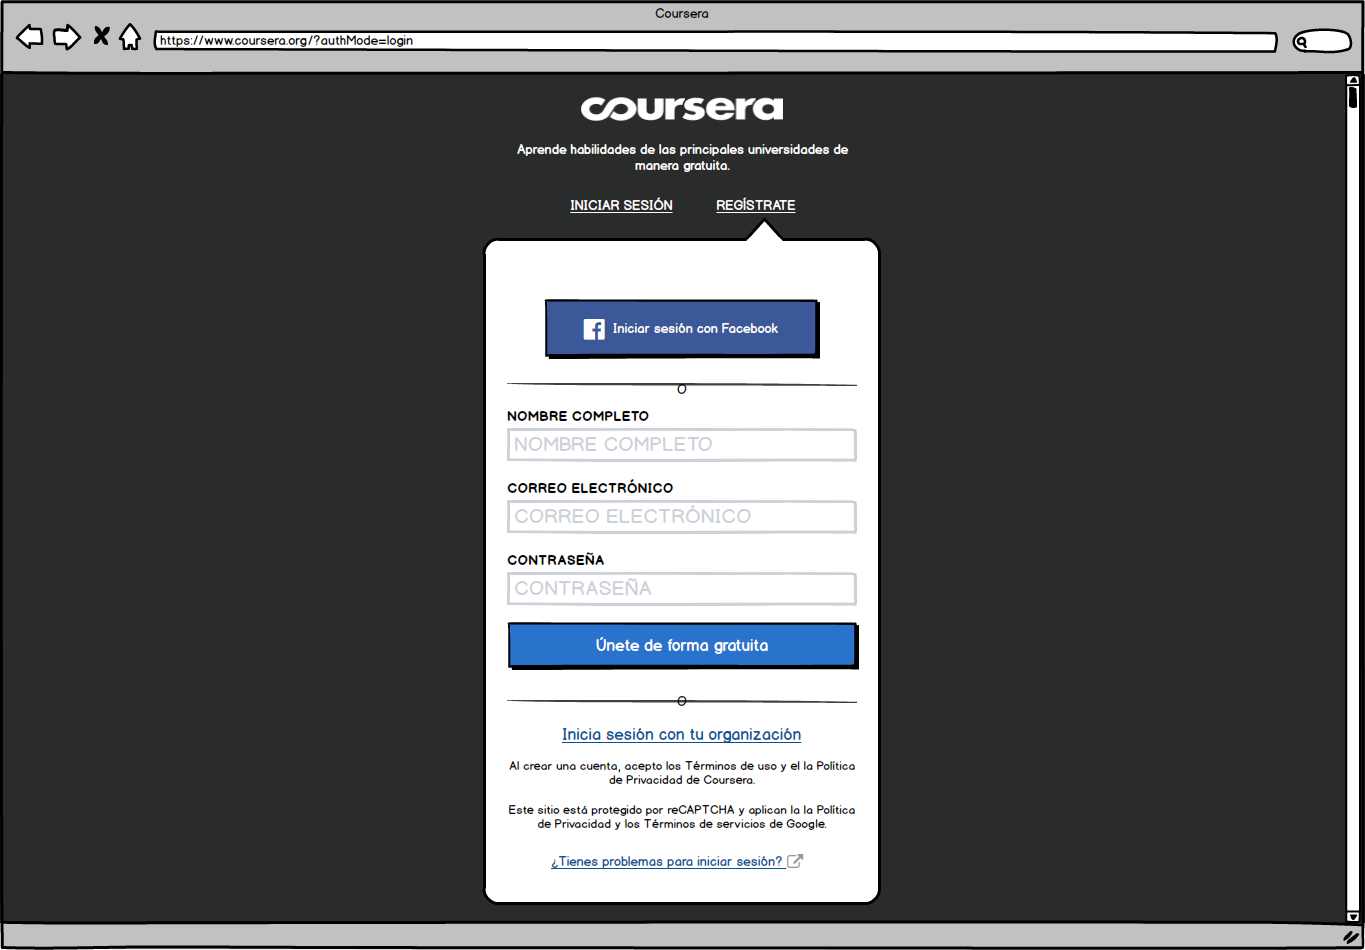 Coursera
https://www.coursera.org/?authMode=login
coursera
Aprende habilidades de las principales universidades de
manera gratuita.
INICIAR SESIÓN REGÍSTRATE
Iniciar sesión con Facebook
O
NOMBRE COMPLETO
NOMBRE COMPLETO
CORREO ELECTRÓNICO
CORREO ELECTRÓNICO
CONTRASEÑA
CONTRASEÑA
Únete de forma gratuita
O
Inicia sesión con tu organización
Al crear una cuenta, acepto los Términos de uso y el la Política
de Privacidad de Coursera.
Este sitio está protegido por reCAPTCHA y aplican la la Política
de Privacidad y los Términos de servicios de Google.
¿Tienes problemas para iniciar sesión?